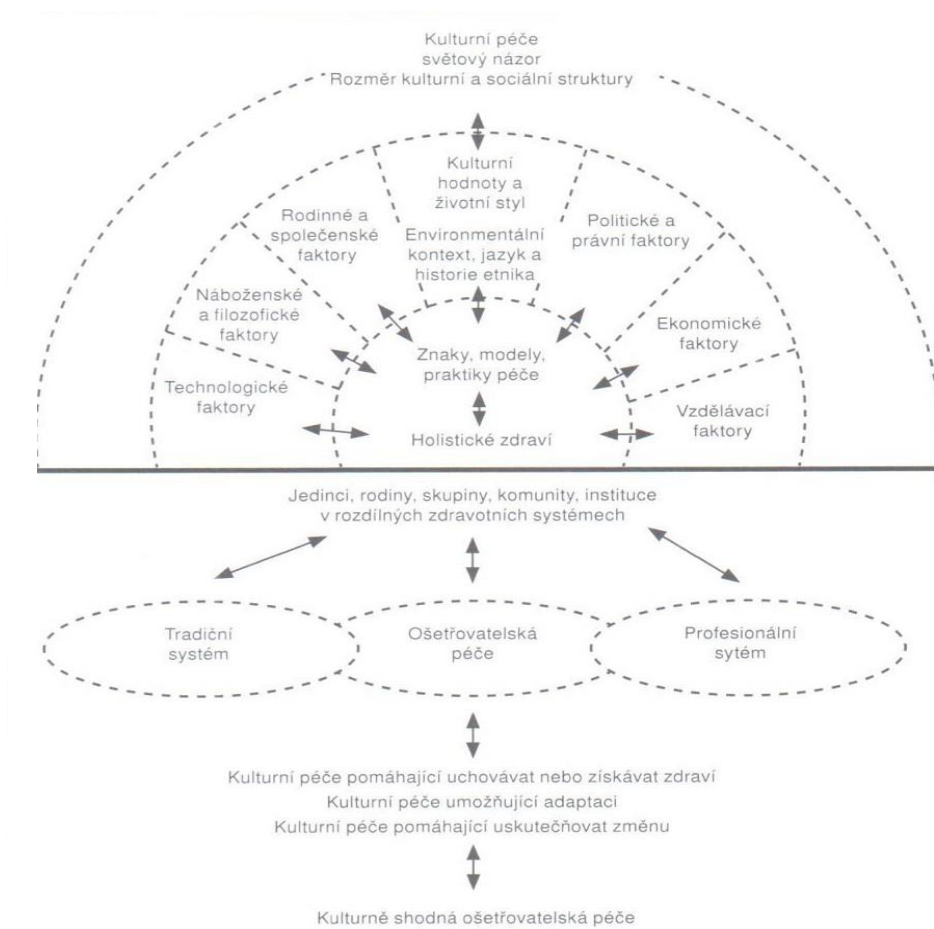 Kulturní péče
světový názor
Rozměr kulturní a sociální struktury
Kulturní
hodnoty a
životní styl
Rodinné a
společenské
faktory
Politické a
právní faktory
Environmentální
kontext, jazyk a
historie etnika
Náboženské
a filozofické
faktory
Ekonomické
faktory
Znaky, modely,
praktiky péče
Technologické
faktory
Vzdělávací
faktory
Holistické zdraví
Jedinci, rodiny, skupiny, komunity, instituce
v rozdílných zdravotních systémech
Tradiční
systém
Ošetřovatelská
péče
Profesionální
sytém
Kulturní péče pomáhající uchovávat nebo získávat zdraví
Kulturní péče umožňující adaptaci
Kulturní péče pomáhající uskutečňovat změnu
Kulturně shodná ošetřovatelská péče